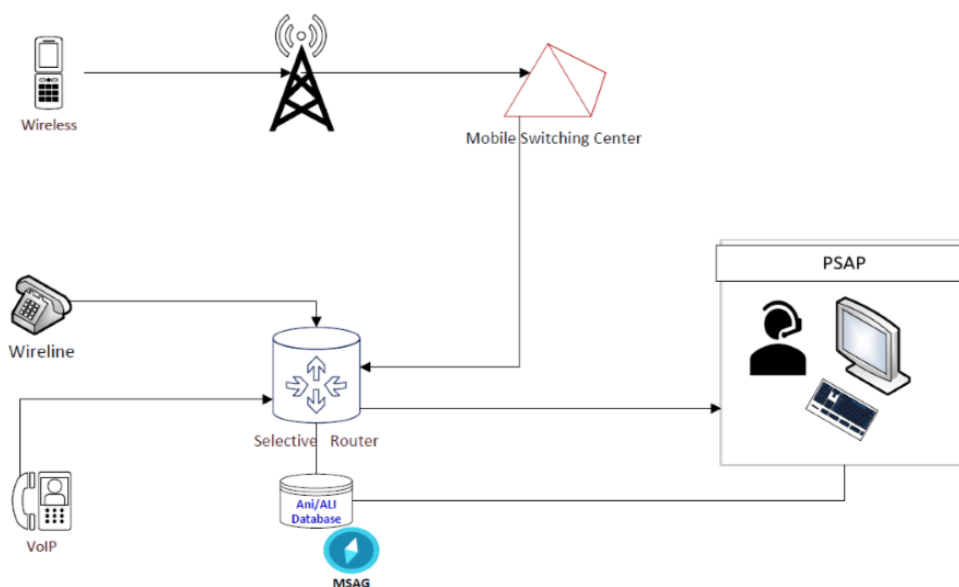 Wireless
Mobile Switching Center
PSAP
Wireline
Selective Router
Ani/ALI
Database
VoIP
MSAG